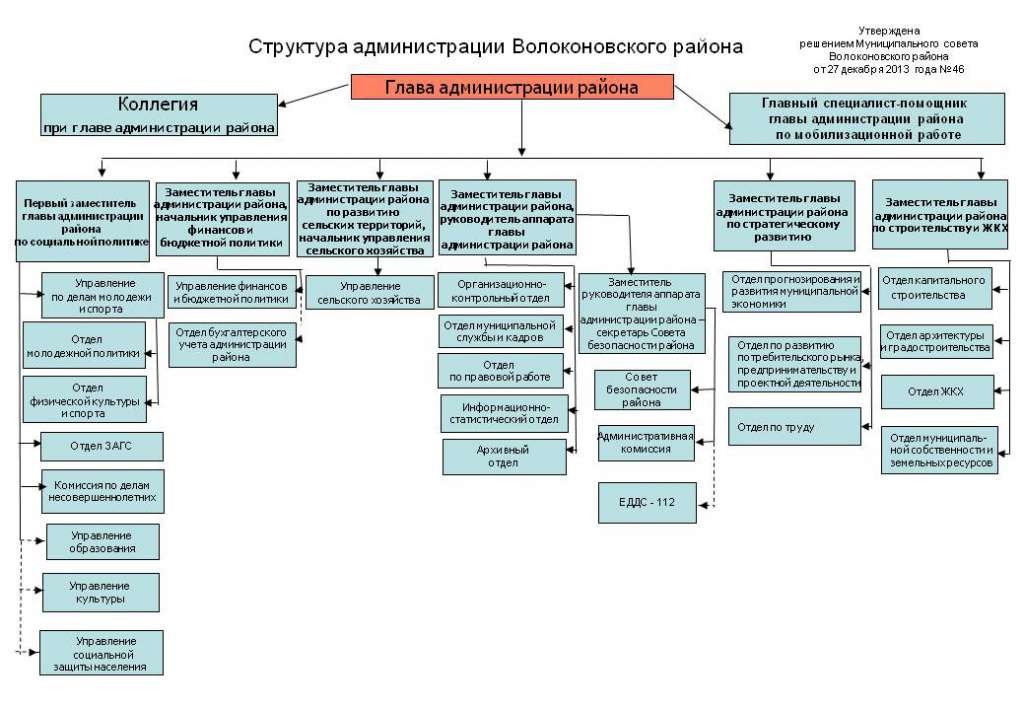 Структура администрации Волоконовского района
Утверждена
решением Муниципального совета
Волоконовского района
от 27 декабря 2013 года №46
Глава администрации района
Коллегия
при главе администрации района
Главный специалист-помощник
главы администрации района
по мобилизационной работе
Первый заместитель
главы администрации
района
по социальной политике
Заместитель главы
администрации района,
начальник управления
финансов и
бюджетной политики
Заместитель главы
администрации района
по развитию
сельских территорий,
начальник управления
сельского хозяйства
Заместитель главы
администрации района,
руководитель аппарата
главы
администрации района
Заместитель главы
администрации района
по стратегическому
развитию
Заместитель главы
администрации района
по строительству и ЖКХ
Управление
по делам молодежи
и спорта
Отдел
молодежной политики
Отдел
физической культуры
и спорта
Отдел ЗАГС
Комиссия по делам
несовершеннолетних
Управление
образования
Управление
культуры
Управление
социальной
защиты населения
Управление финансов
и бюджетной политики
Отдел бухгалтерского
учета администрации
района
Управление
сельского хозяйства
Организационно-
контрольный отдел
Отдел муниципальной
службы и кадров
Отдел
по правовой работе
Информационно-
статистический отдел
Архивный
отдел
Заместитель
руководителя аппарата
главы
администрации района –
секретарь Совета
безопасности района
Совет
безопасности
района
Административная
комиссия
ЕДДС - 112
Отдел прогнозирования и
развития муниципальной
экономики
Отдел по развитию
потребительского рынка,
предпринимательству и
проектной деятельности
Отдел по труду
Отдел капитального
строительства
Отдел архитектуры
и градостроительства
Отдел ЖКХ
Отдел муниципаль-
ной собственности и
земельных ресурсов